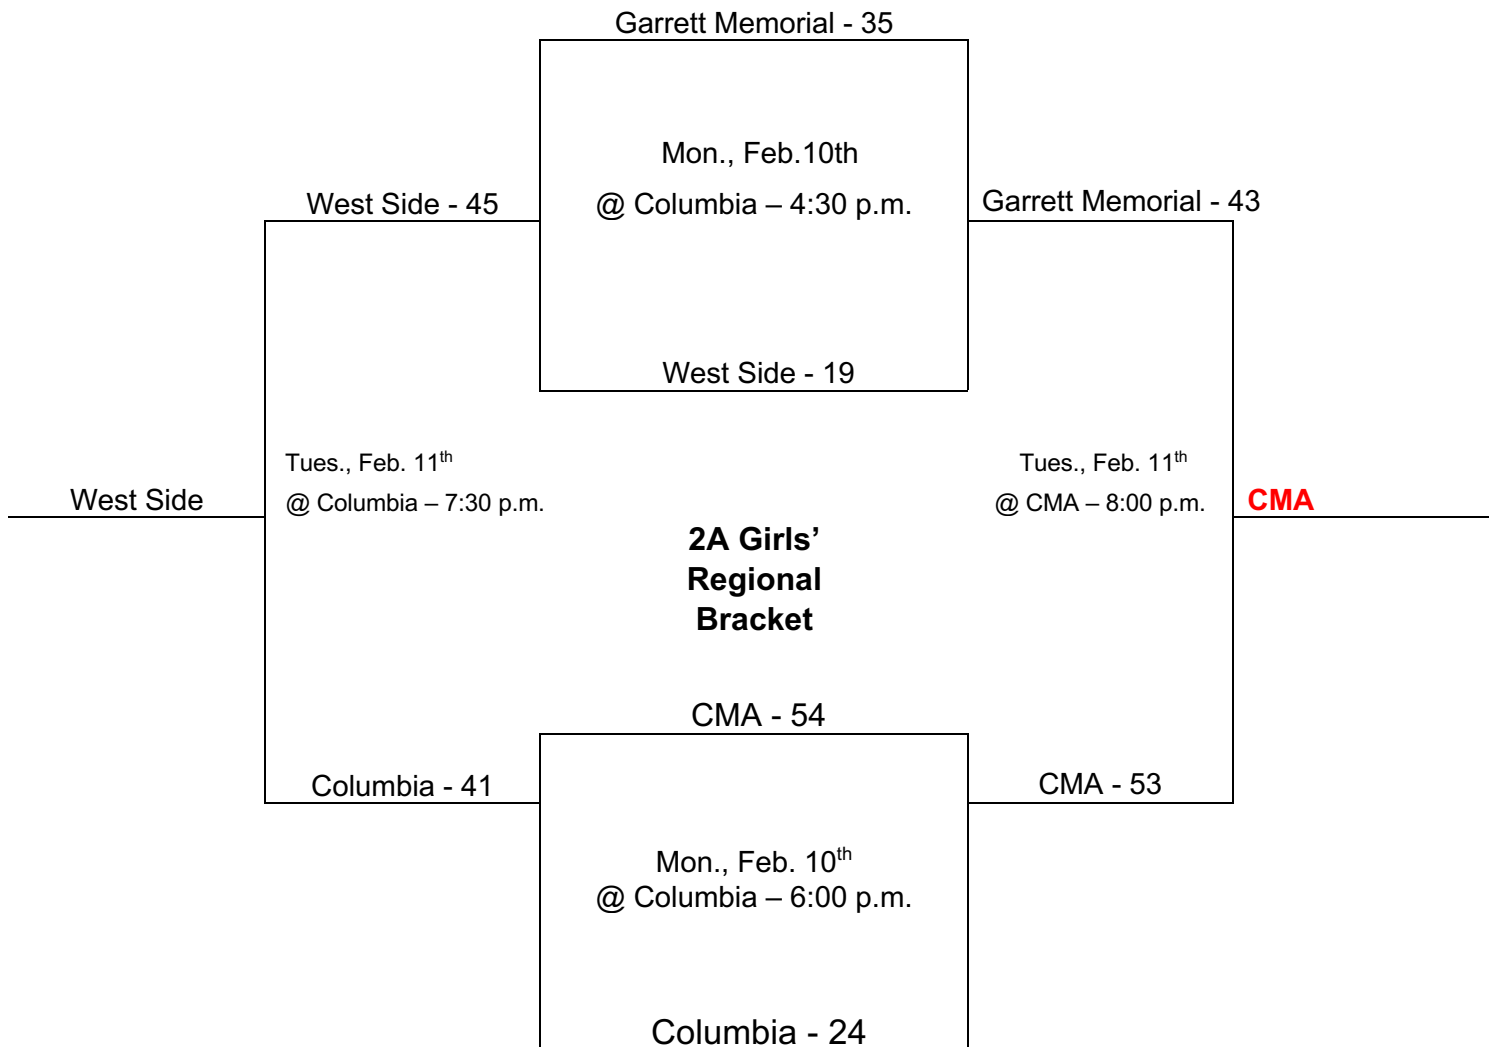 Garrett Memorial - 35
Mon., Feb.10th
@ Columbia – 4:30 p.m.
West Side - 45
Garrett Memorial - 43
West Side - 19
Tues., Feb. 11th
@ Columbia – 7:30 p.m.
West Side
Tues., Feb. 11th
@ CMA – 8:00 p.m.
CMA
2A Girls’
Regional
Bracket
CMA - 54
Columbia - 41
CMA - 53
Mon., Feb. 10th
@ Columbia – 6:00 p.m.
Columbia - 24